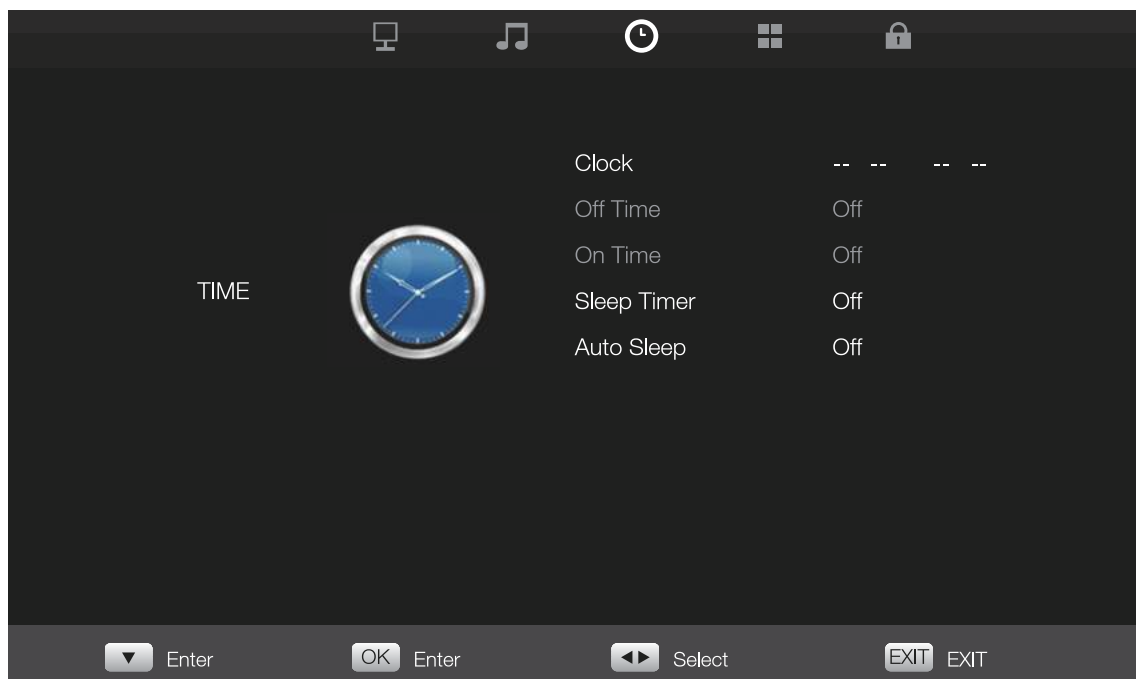 Clock -- -- -- --
Off Time Off
On Time Off
TIME
Sleep Timer Off
Auto Sleep Off
Enter OK Enter Select EXIT EXIT